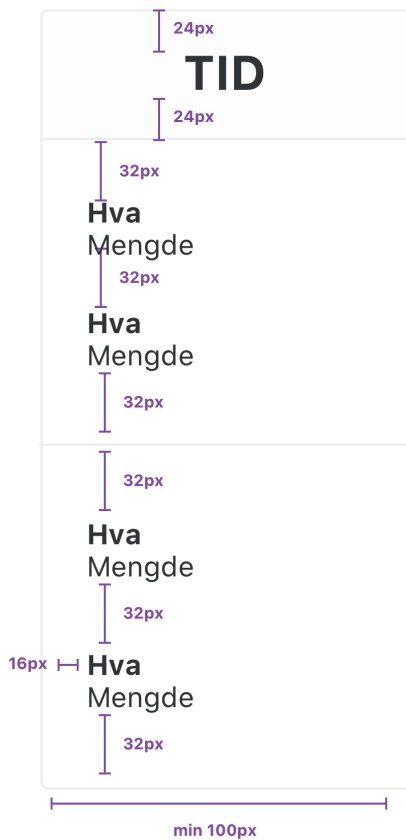 24px
TID
24px
32px
Hva
Mengde
32px
Hva
Mengde
32px
32px
Hva
Mengde
32px
16px
Hva
Mengde
32px
min 100px